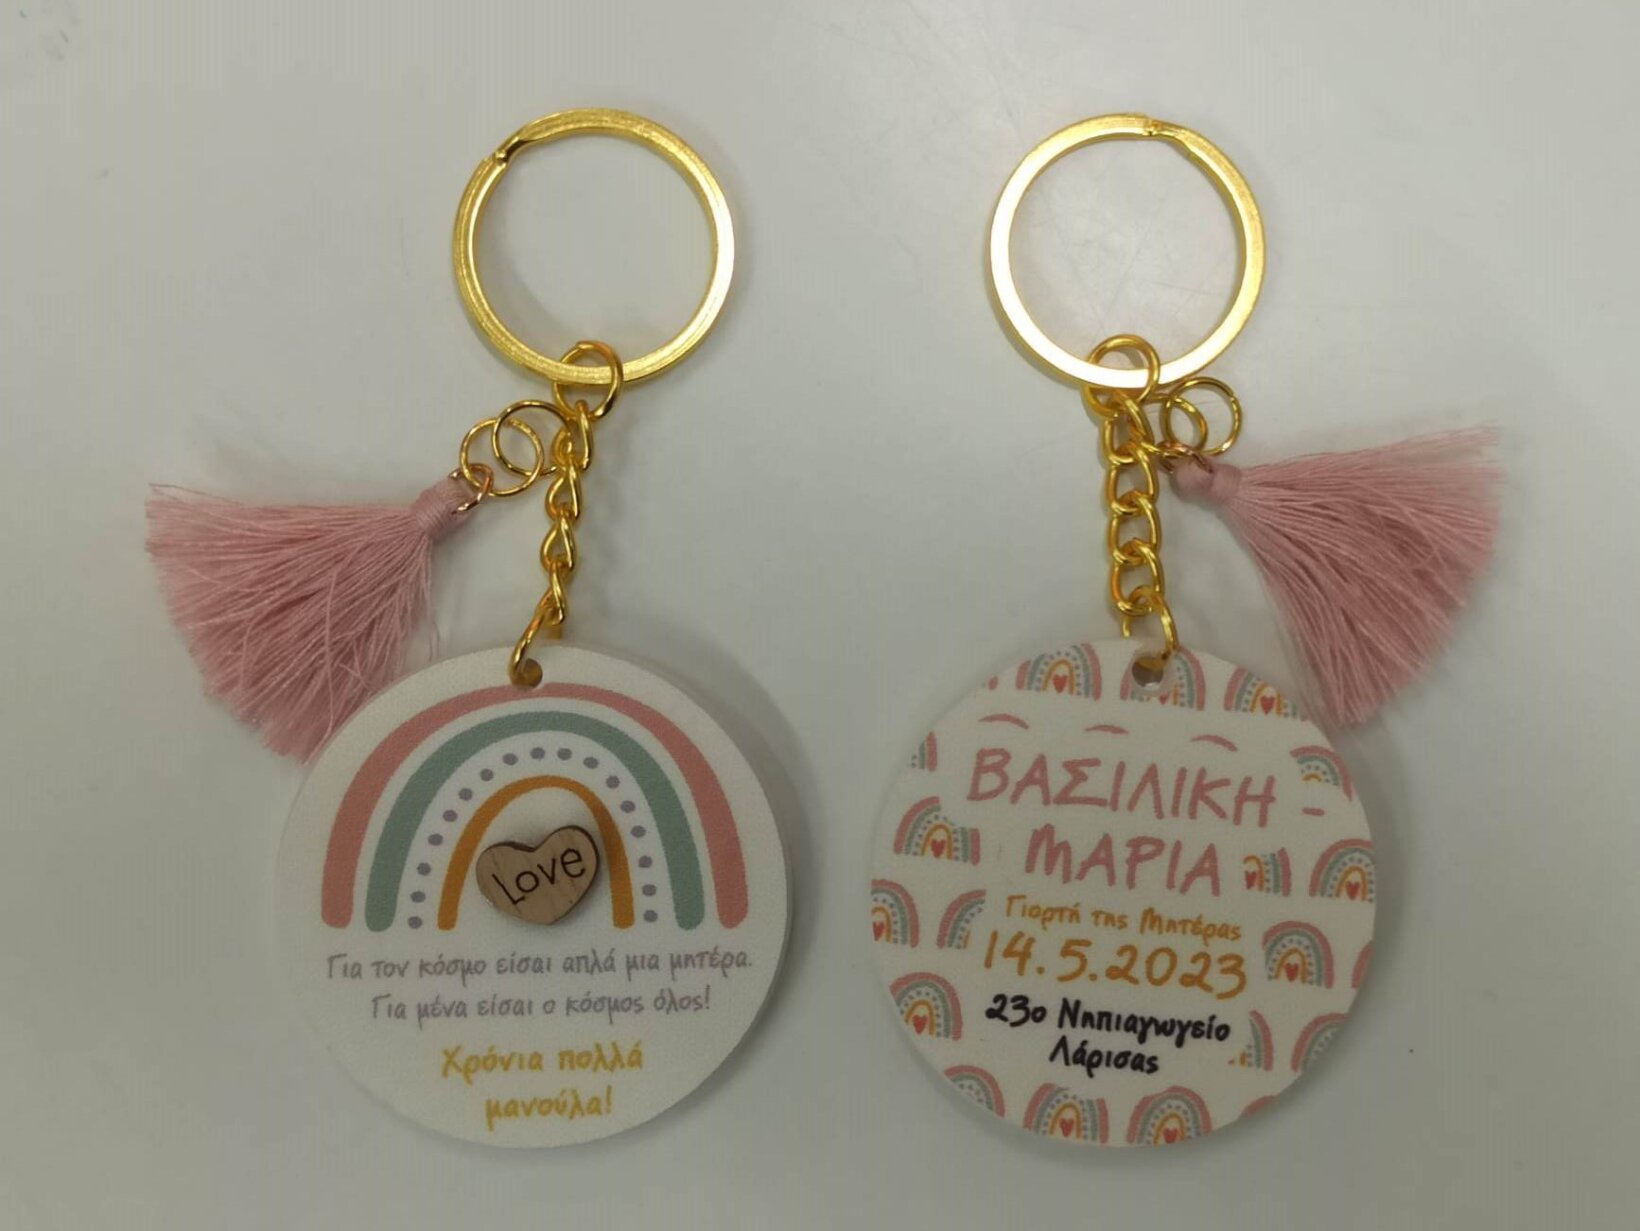 Love
Για τον κόσμο είσαι απλά μια μητέρα.
Για μένα είσαι ο κόσμος όλος!
Χρόνια πολλά
μανούλα!
ΒΑΣΙΛΙΚΗ -
ΜΑΡΙΑ
Γιορτή της Μητέρας
14.5.2023
23ο Νηπιαγωγείο
Λάρισας